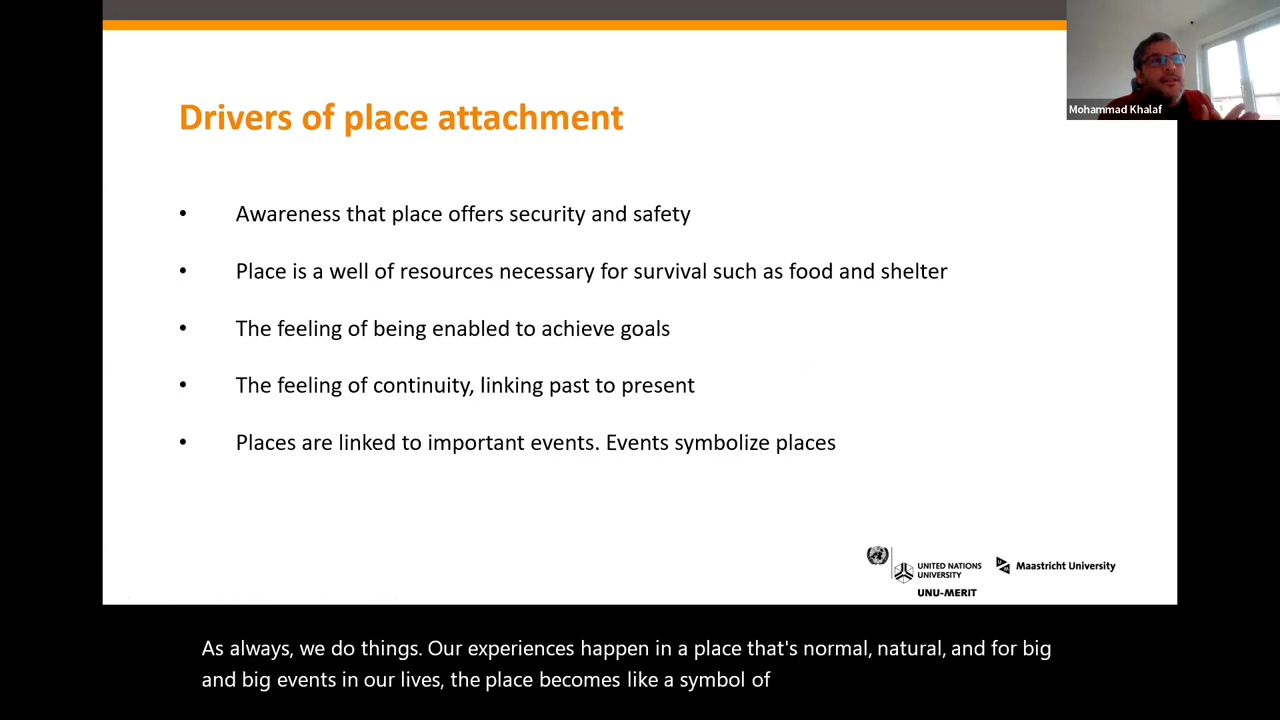 Mohammad Khalaf
Drivers of place attachment
• Awareness that place offers security and safety
• Place is a well of resources necessary for survival such as food and shelter
• The feeling of being enabled to achieve goals
• The feeling of continuity, linking past to present
• Places are linked to important events. Events symbolize places
UNITED NATIONS
UNIVERSITY
UNU-MERIT
Maastricht University
As always, we do things. Our experiences happen in a place that's normal, natural, and for big
and big events in our lives, the place becomes like a symbol of